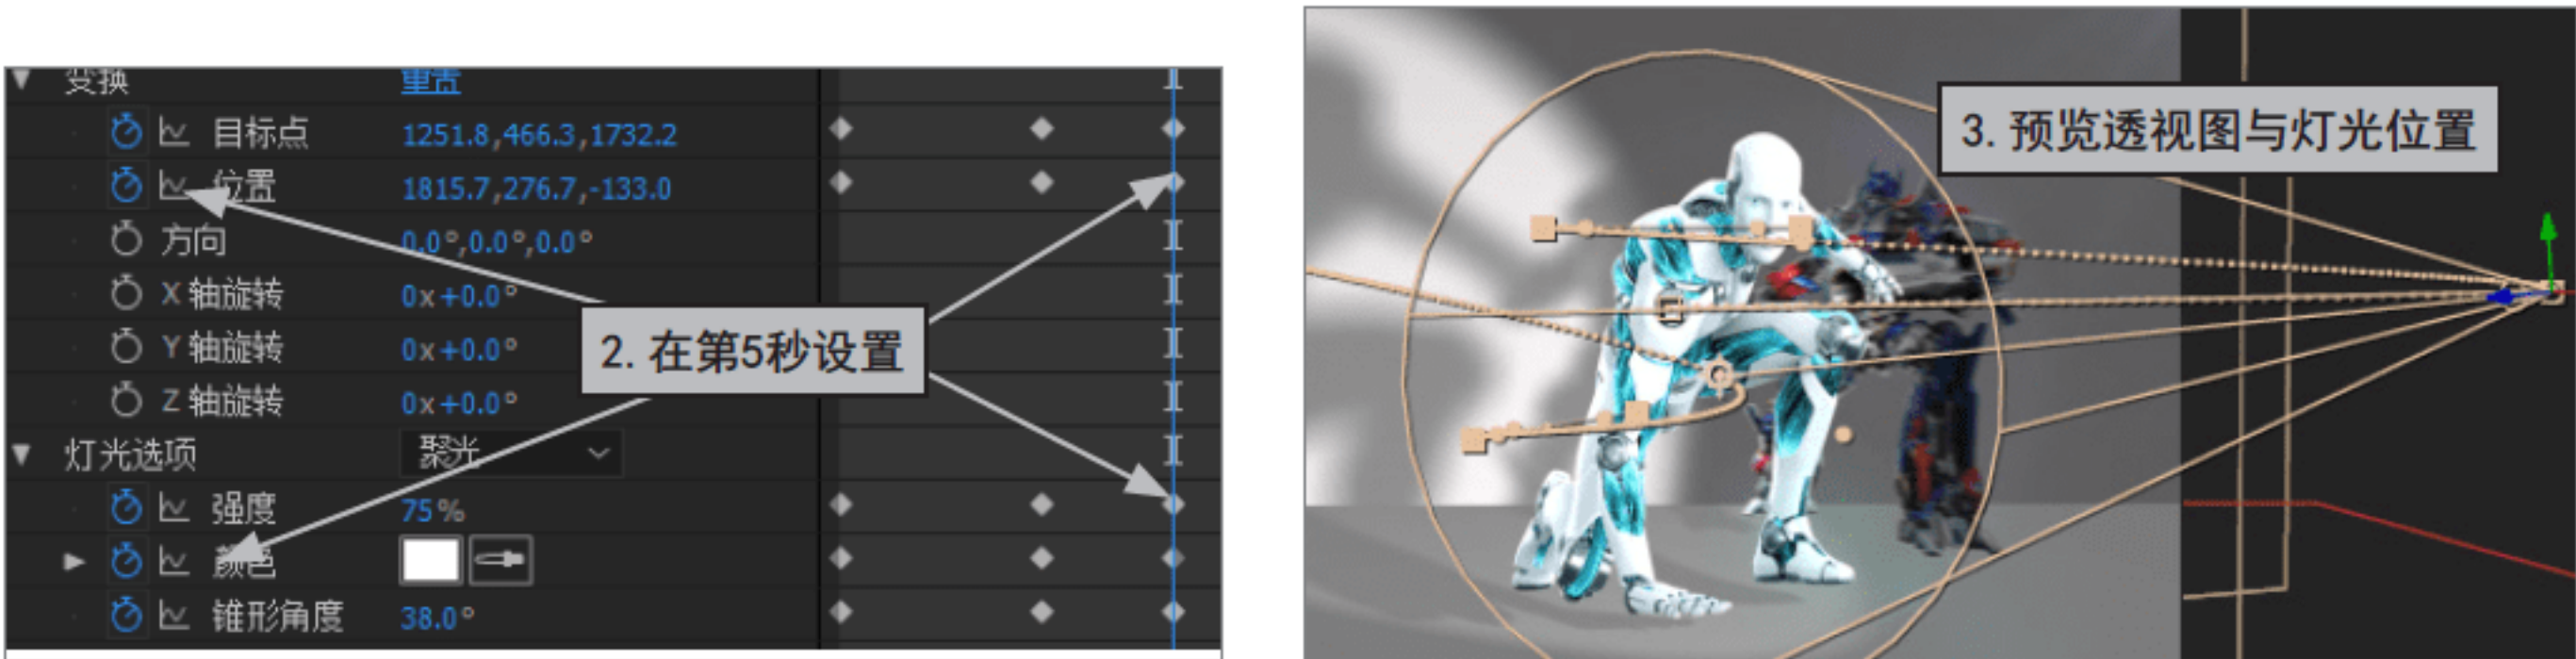 变换 重置
目标点 1251.8,466.3,1732.2
位置 1815.7,276.7,-133.0
方向 0.0°,0.0°,0.0°
X 轴旋转 0x+0.0°
Y 轴旋转 0x+0.0°
Z 轴旋转 0x+0.0°
灯光选项 聚光
强度 75%
颜色
锥形角度 38.0°
2. 在第5秒设置
3. 预览透视图与灯光位置